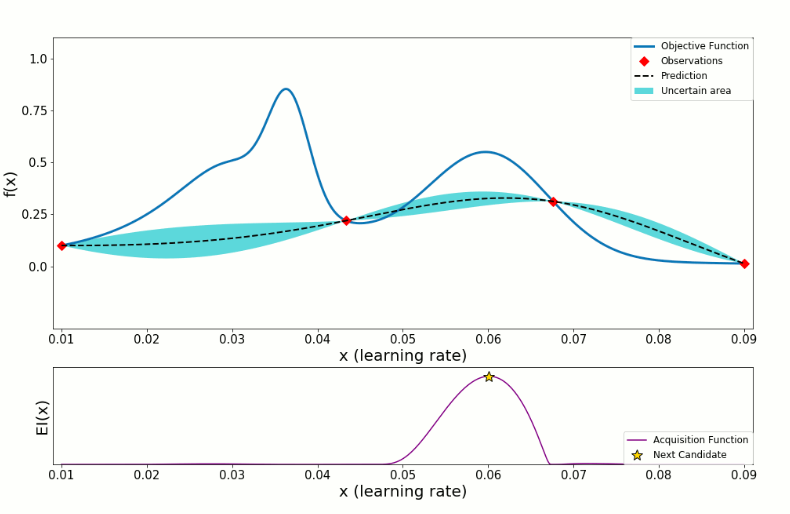 1.0
0.75
0.5
0.25
0.0
f(x)
Objective Function
Observations
Prediction
Uncertain area
0.01 0.02 0.03 0.04 0.05 0.06 0.07 0.08 0.09
x (learning rate)
EI(x)
Acquisition Function
Next Candidate
0.01 0.02 0.03 0.04 0.05 0.06 0.07 0.08 0.09
x (learning rate)